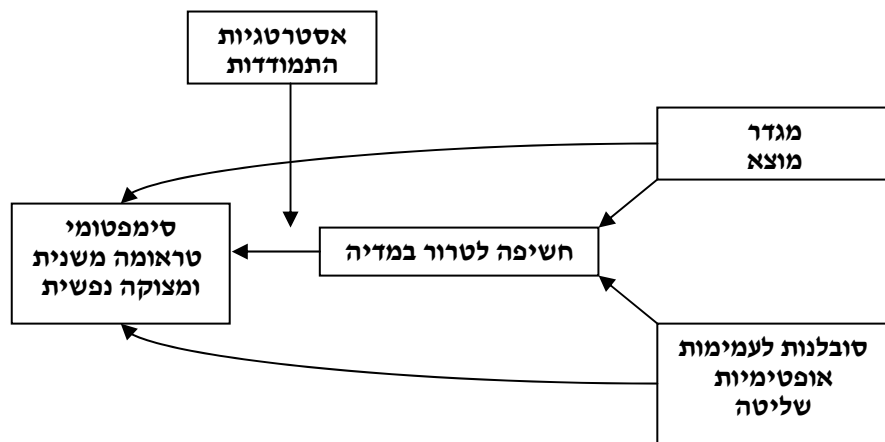 אסטרטגיות
התמודדות
מגדר
מוצא
סימפטומי
טראומה משנית
ומצוקה נפשית
חשיפה לטרור במדיה
סובלנות לעמימות
אופטימיות
שליטה